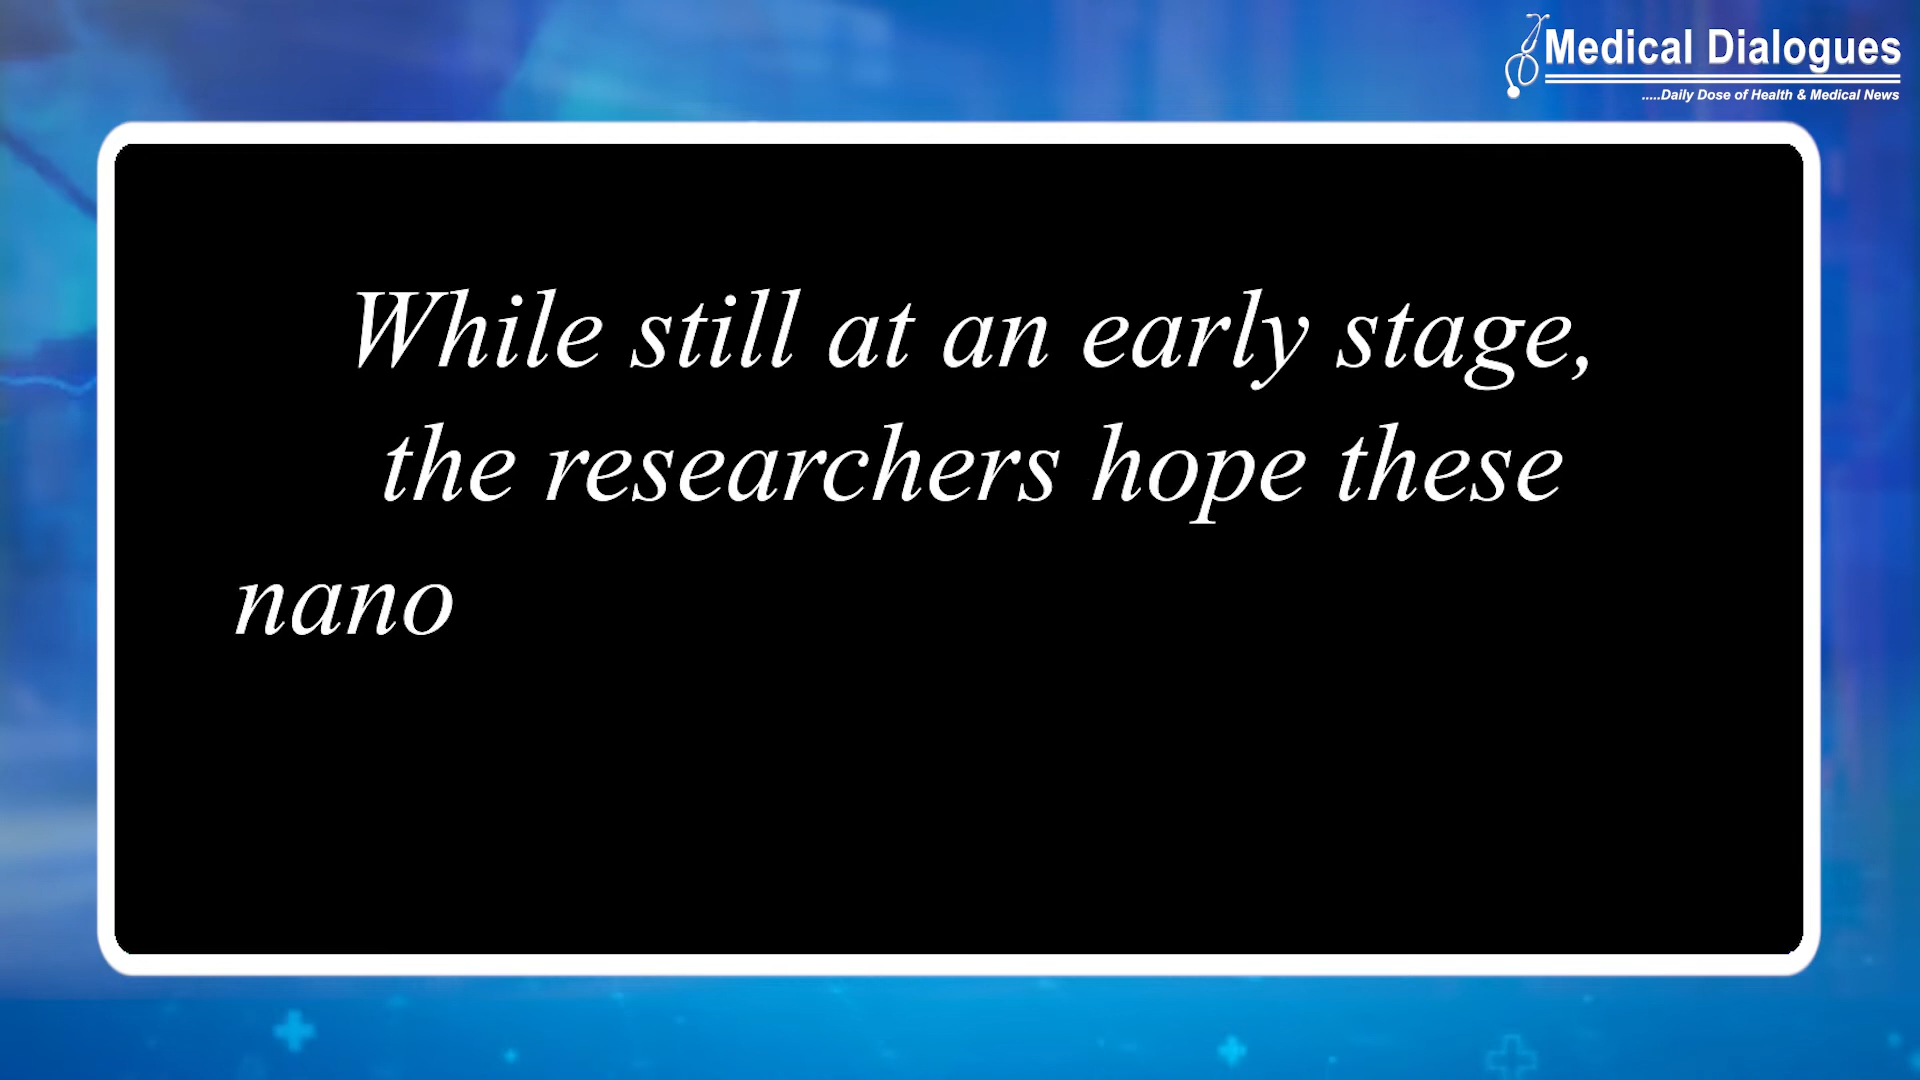 Medical Dialogues
.....Daily Dose of Health & Medical News
While still at an early stage,
the researchers hope these
nano